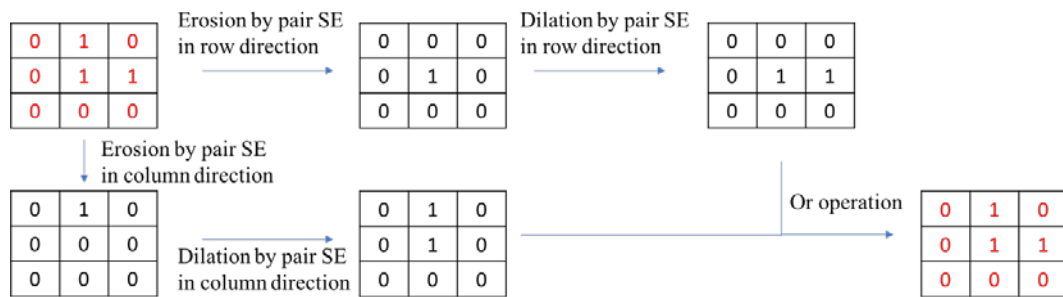 Erosion by pair SE
in row direction
Dilation by pair SE
in row direction
0 1 0
0 1 1
0 0 0
0 0 0
0 1 0
0 0 0
0 0 0
0 1 1
0 0 0
Erosion by pair SE
in column direction
0 1 0
0 0 0
0 0 0
Dilation by pair SE
in column direction
0 1 0
0 1 0
0 0 0
Or operation
0 1 0
0 1 1
0 0 0